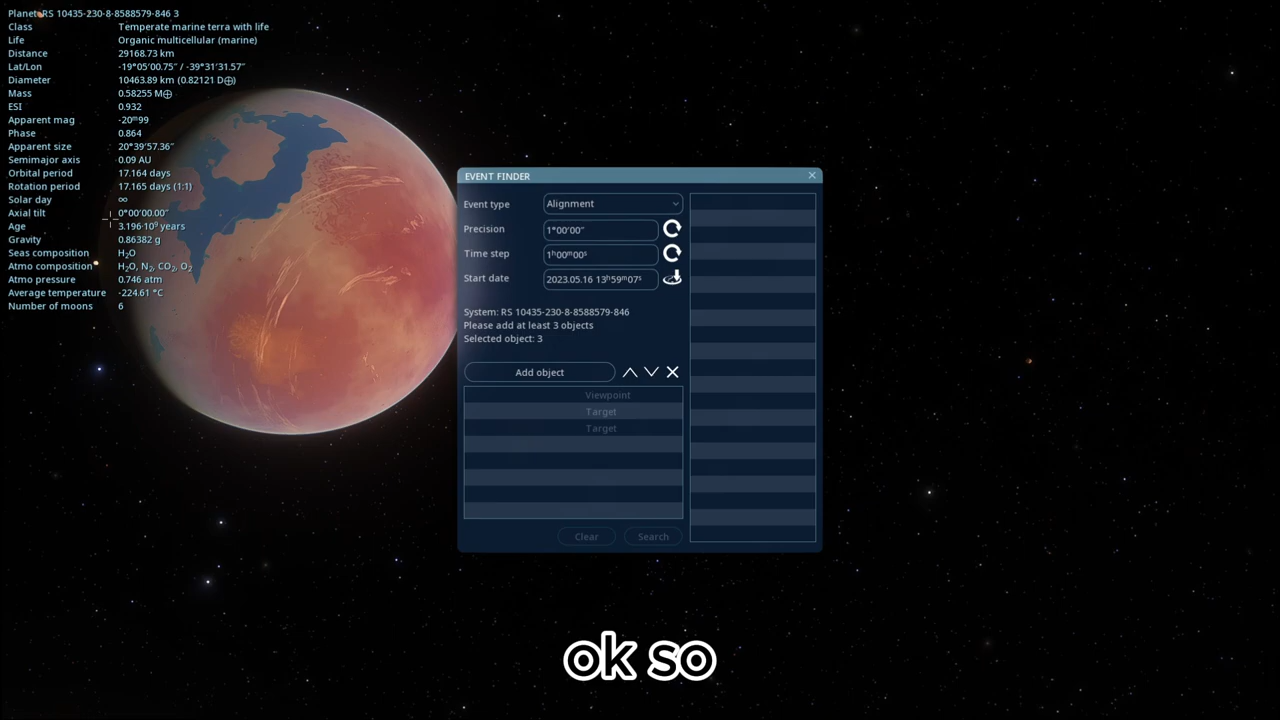 Planet RS 10435-230-8-8588579-846 3
Class Temperate marine terra with life
Life Organic multicellular (marine)
Distance 29168.73 km
Lat/Lon -19°05'00.75" / -39°31'31.57"
Diameter 10463.89 km (0.82121 D⊕)
Mass 0.58255 M⊕
ESI 0.932
Apparent mag -20ᵐ99
Phase 0.864
Apparent size 20°39'57.36"
Semimajor axis 0.09 AU
Orbital period 17.164 days
Rotation period 17.165 days (1:1)
Solar day ∞
Axial tilt 0°00'00.00"
Age 3.196·10⁹ years
Gravity 0.86382 g
Seas composition H₂O
Atmo composition H₂O, N₂, CO₂, O₂
Atmo pressure 0.746 atm
Average temperature -224.61 °C
Number of moons 6
EVENT FINDER
Event type Alignment
Precision 1°00'00"
Time step 1ʰ00ᵐ00ˢ
Start date 2023.05.16 13ʰ59ᵐ07ˢ
System: RS 10435-230-8-8588579-846
Please add at least 3 objects
Selected object: 3
Add object
Viewpoint
Target
Target
Clear Search
ok so